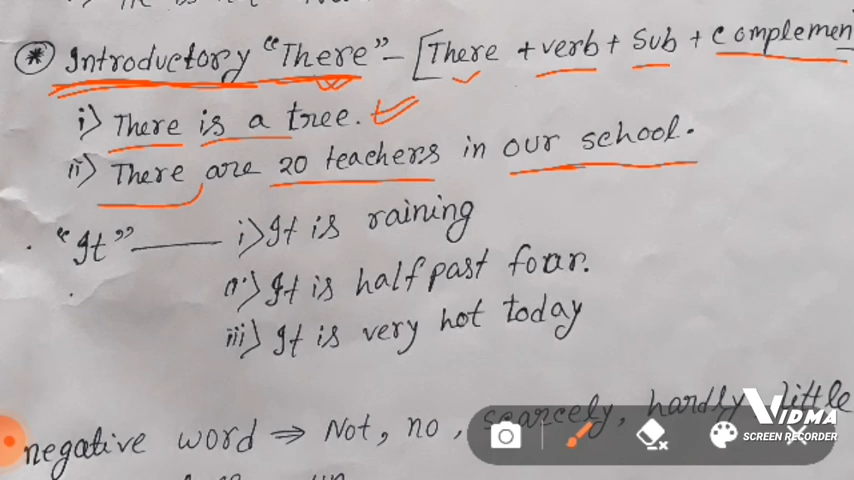 * Introductory "There" – [There + verb + Sub + Complemen
i) There is a tree.
ii) There are 20 teachers in our school.
"It" —— i) It is raining
ii) It is half past four.
iii) It is very hot today
negative word ⇒ Not, no, scarcely, hardly little
VIDMA
SCREEN RECORDER